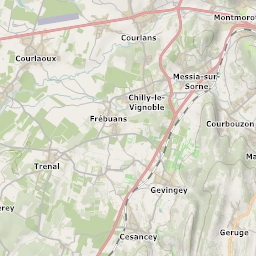 Montmorot
Courlans
Courlaoux
Messia-sur-
Sorne
Chilly-le-
Vignoble
Frébuans
Courbouzon
Trenal
Gevingey
Cesancey
Geruge